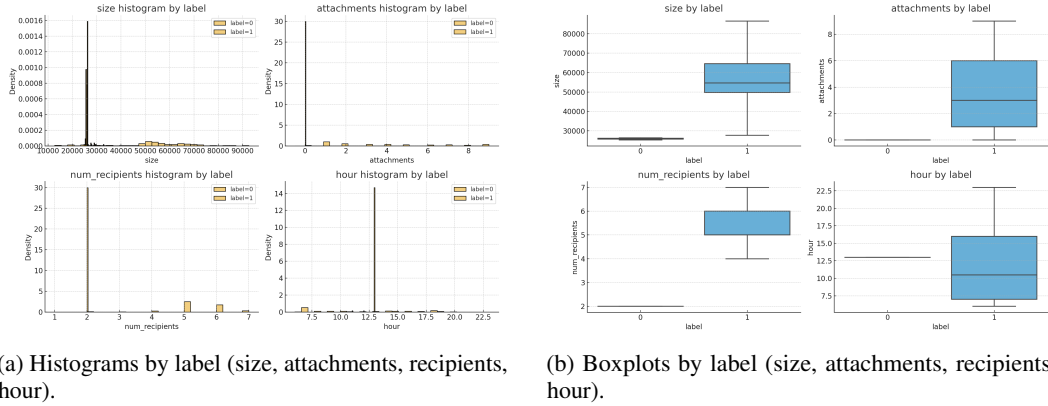 size histogram by label
label=0
label=1
Density
0.0016
0.0014
0.0012
0.0010
0.0008
0.0006
0.0004
0.0002
0.0000
10000 20000 30000 40000 50000 60000 70000 80000 90000
size
attachments histogram by label
label=0
label=1
Density
30
25
20
15
10
5
0
0 2 4 6 8
attachments
num_recipients histogram by label
label=0
label=1
Density
30
25
20
15
10
5
0
1 2 3 4 5 6 7
num_recipients
hour histogram by label
label=0
label=1
Density
14
12
10
8
6
4
2
0
7.5 10.0 12.5 15.0 17.5 20.0 22.5
hour
(a) Histograms by label (size, attachments, recipients,
hour).
size by label
size
80000
70000
60000
50000
40000
30000
0 1
label
attachments by label
attachments
8
6
4
2
0
0 1
label
num_recipients by label
num_recipients
7
6
5
4
3
2
0 1
label
hour by label
hour
22.5
20.0
17.5
15.0
12.5
10.0
7.5
0 1
label
(b) Boxplots by label (size, attachments, recipients,
hour).